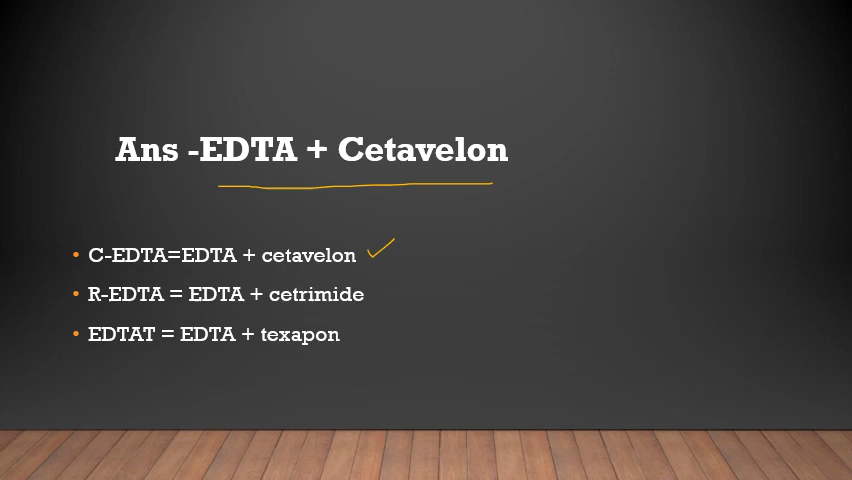 Ans -EDTA + Cetavelon
• C-EDTA=EDTA + cetavelon
• R-EDTA = EDTA + cetrimide
• EDTAT = EDTA + texapon